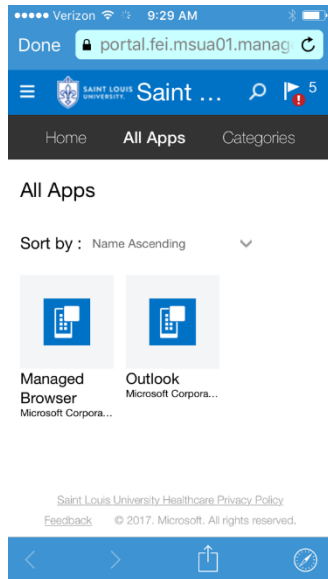 Verizon 9:29 AM
Done portal.fei.msua01.manag
SAINT LOUIS UNIVERSITY. Saint ... 5
Home All Apps Categories
All Apps
Sort by : Name Ascending
Managed Browser
Microsoft Corpora...
Outlook
Microsoft Corpora...
Saint Louis University Healthcare Privacy Policy
Feedback © 2017. Microsoft. All rights reserved.